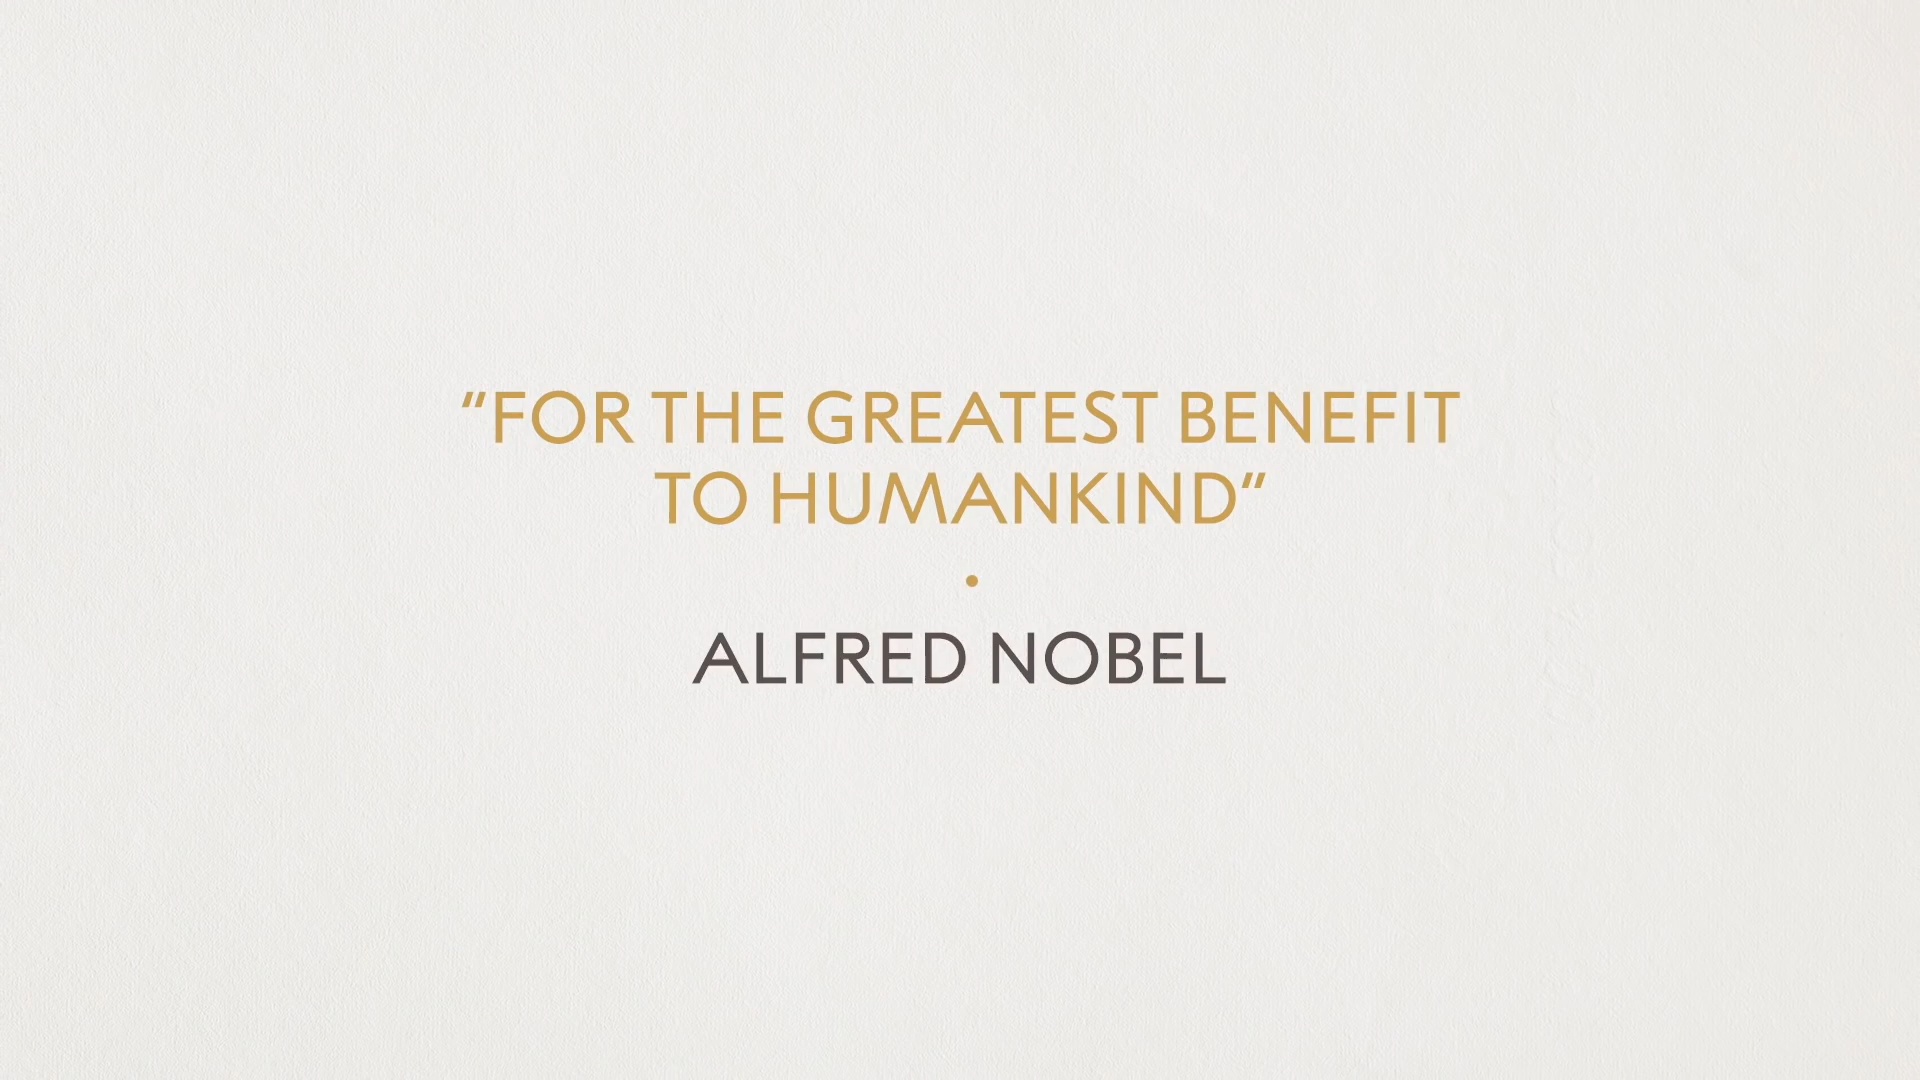 “FOR THE GREATEST BENEFIT
TO HUMANKIND”
•
ALFRED NOBEL